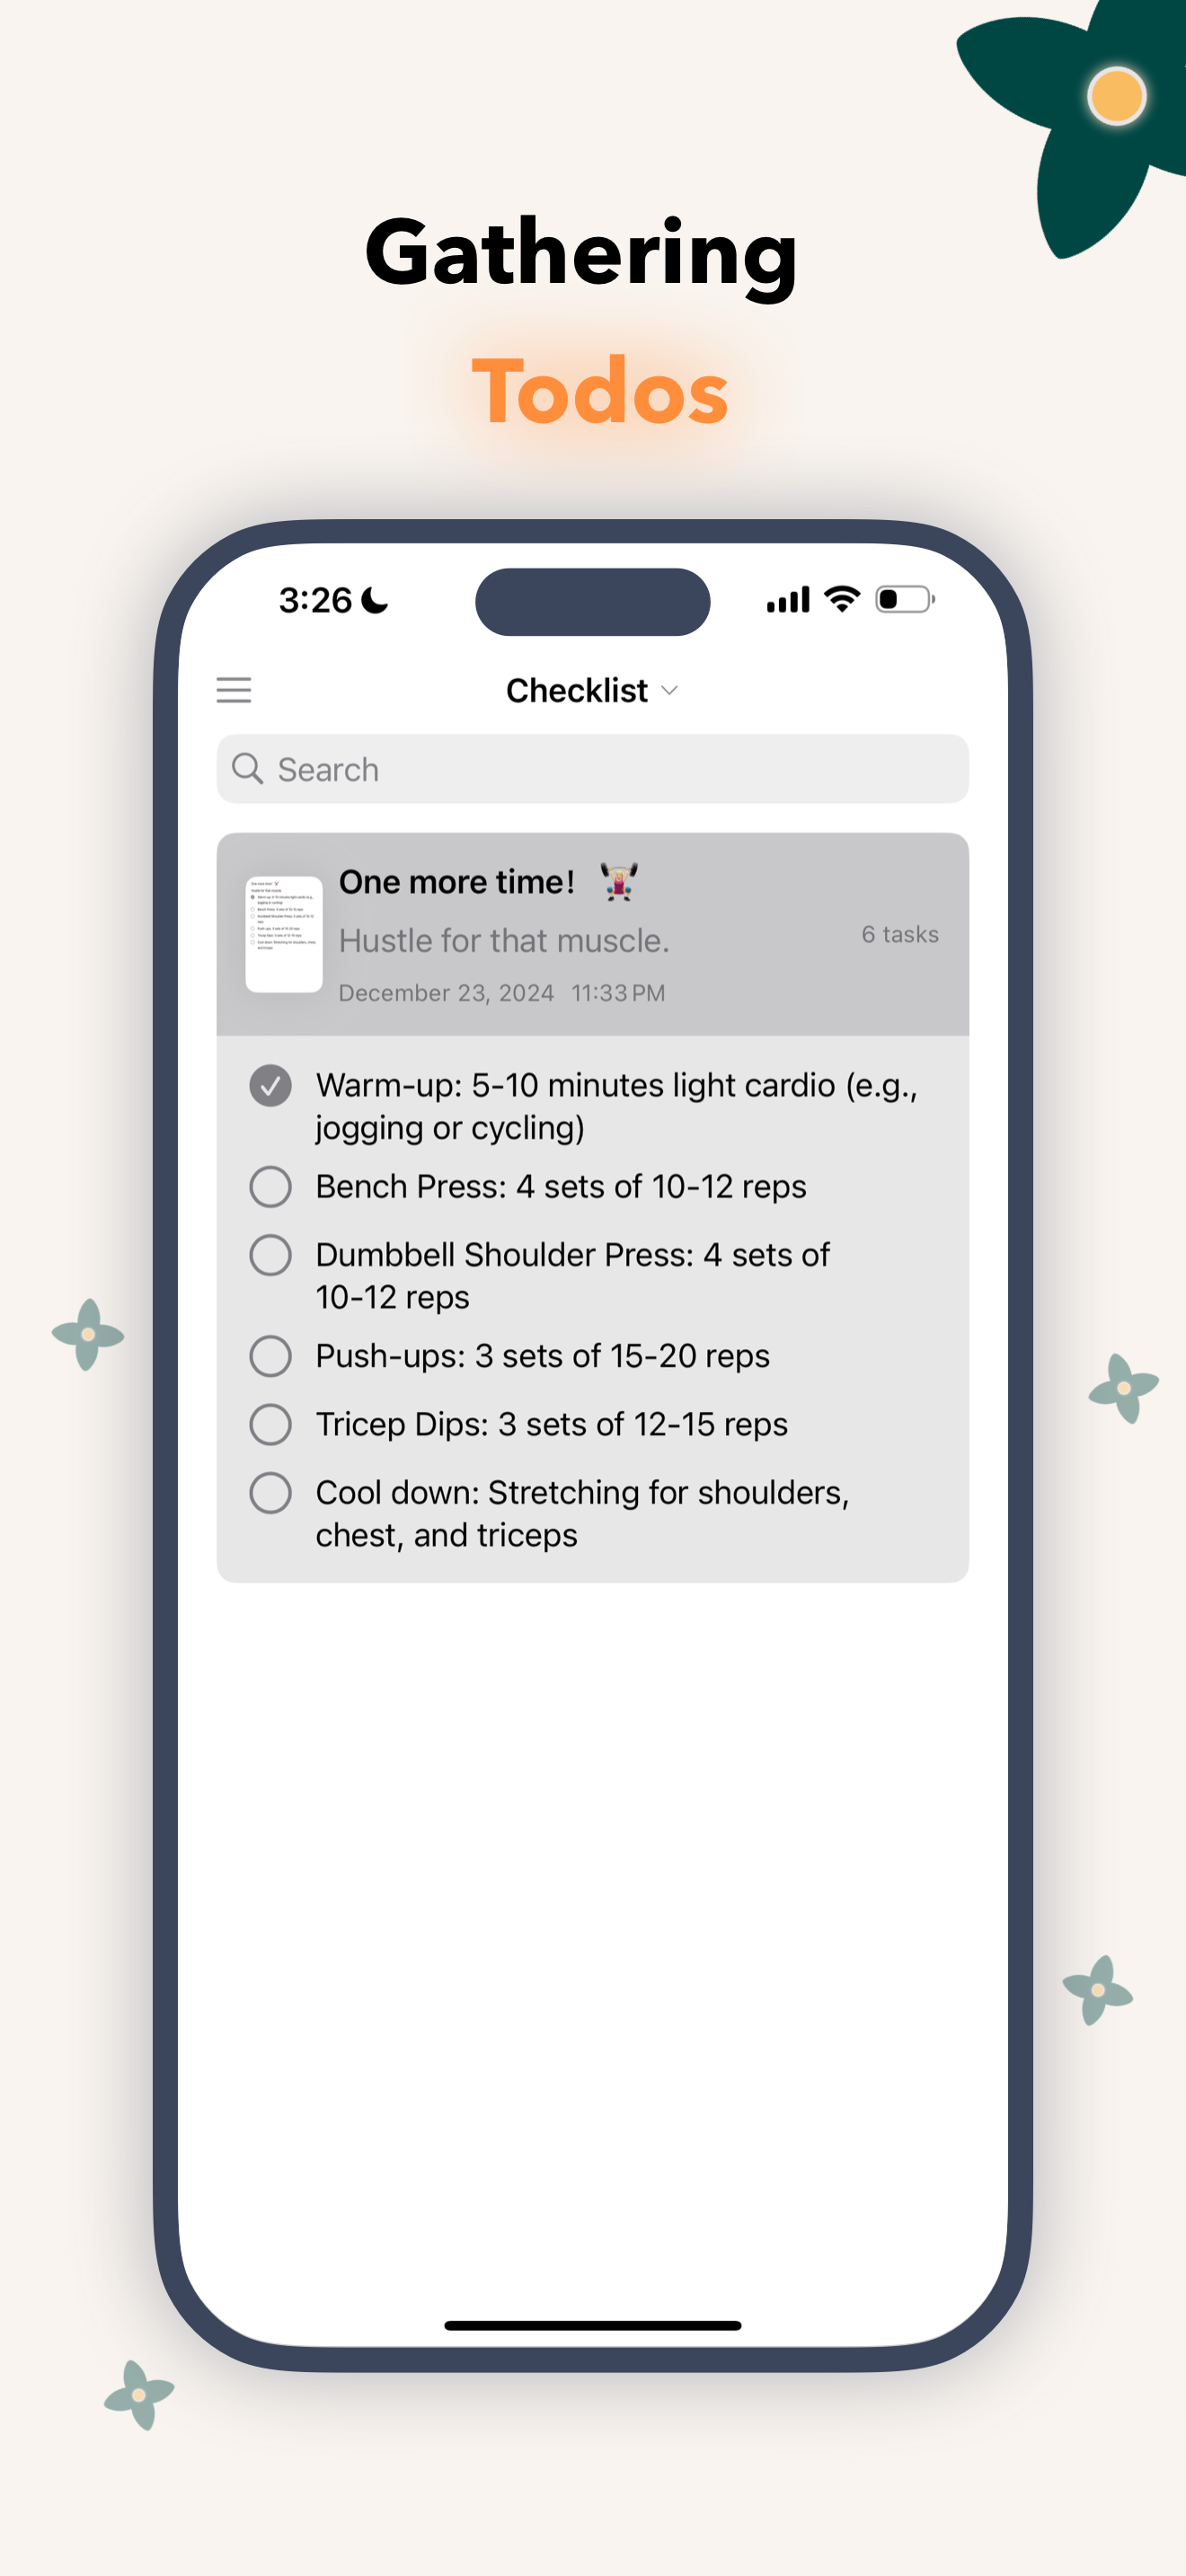 Gathering
Todos
3:26
Checklist
Search
One more time! 🏋️‍♀️
Hustle for that muscle.
6 tasks
December 23, 2024 11:33 PM
Warm-up: 5-10 minutes light cardio (e.g.,
jogging or cycling)
Bench Press: 4 sets of 10-12 reps
Dumbbell Shoulder Press: 4 sets of
10-12 reps
Push-ups: 3 sets of 15-20 reps
Tricep Dips: 3 sets of 12-15 reps
Cool down: Stretching for shoulders,
chest, and triceps